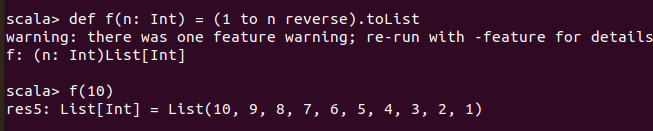 scala> def f(n: Int) = (1 to n reverse).toList
warning: there was one feature warning; re-run with -feature for details
f: (n: Int)List[Int]
scala> f(10)
res5: List[Int] = List(10, 9, 8, 7, 6, 5, 4, 3, 2, 1)